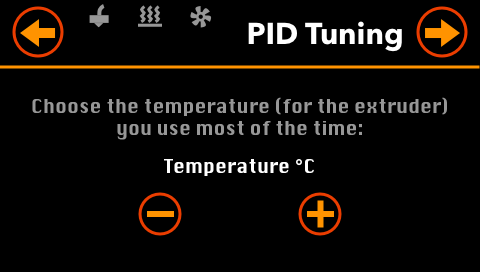 PID Tuning
Choose the temperature (for the extruder)
you use most of the time:
Temperature °C